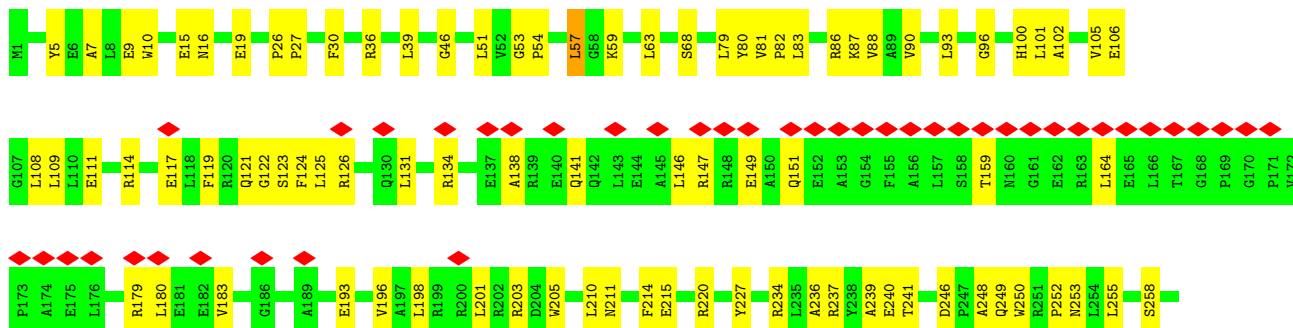 M1 Y5 E6 A7 L8 E9 W10 E15 N16 E19 P26 P27 F30 R36 L39 G46 L51 V52 G53 P54 L57 G58 K59 L63 S68 L79 Y80 V81 P82 L83 R86 K87 V88 A89 V90 L93 G96 H100 L101 A102 V105 E106
G107 L108 L109 L110 E111 R114 E117 L118 F119 R120 Q121 G122 S123 F124 L125 R126 Q130 L131 R134 E137 A138 R139 E140 Q141 Q142 L143 E144 A145 L146 R147 R148 E149 A150 Q151 E152 A153 G154 F155 A156 L157 S158 T159 N160 G161 E162 R163 L164 E165 L166 T167 G168 P169 G170 P171 V172
P173 A174 E175 L176 R179 L180 E181 E182 V183 G186 A189 E193 V196 A197 L198 R199 R200 L201 R202 R203 D204 W205 L210 N211 F214 E215 R220 Y227 R234 L235 A236 R237 Y238 A239 E240 T241 D246 P247 A248 Q249 W250 R251 P252 N253 L254 L255 S258